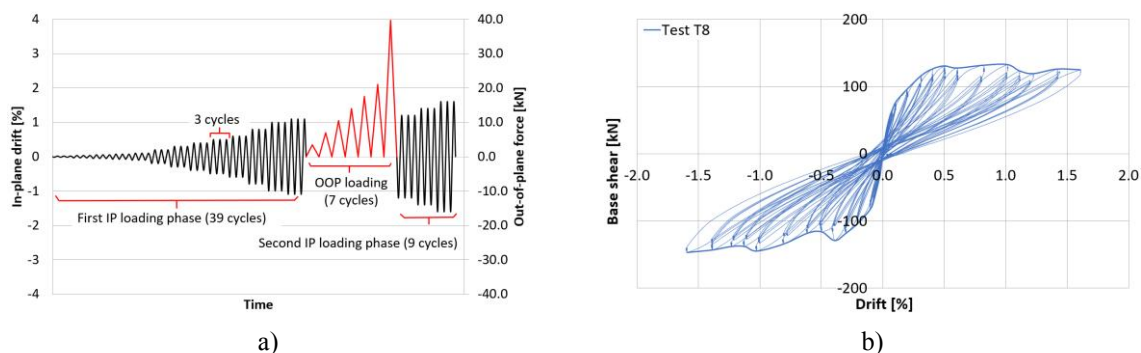 4
3
2
1
0
-1
-2
-3
-4
In-plane drift [%]
40.0
30.0
20.0
10.0
0.0
-10.0
-20.0
-30.0
-40.0
Out-of-plane force [kN]
3 cycles
OOP loading
(7 cycles)
First IP loading phase (39 cycles)
Second IP loading phase (9 cycles)
Time
a)
Test T8
200
100
0
-100
-200
Base shear [kN]
-2.0 -1.5 -1.0 -0.5 0.0 0.5 1.0 1.5 2.0
Drift [%]
b)